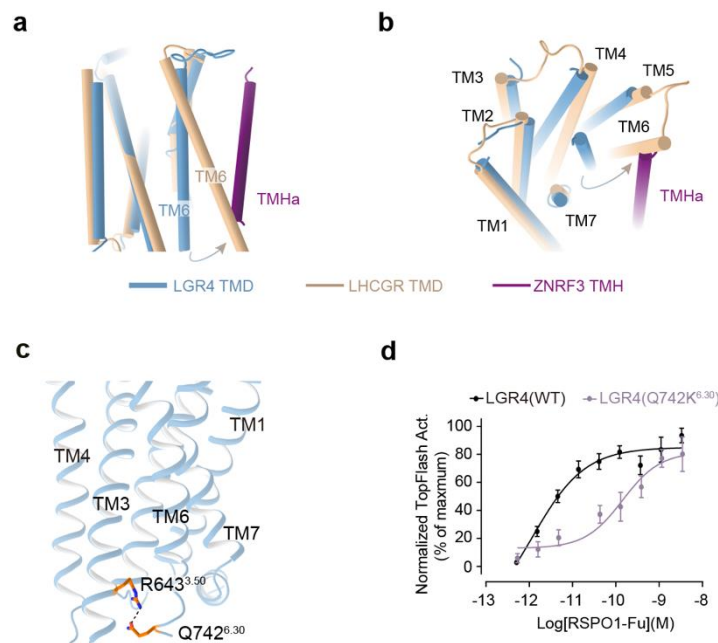 a
TM6
TM6
b
TM4
TM3
TM5
TM2
TM6
TMHa
TM1
TM7
TMHa
LGR4 TMD
LHCGR TMD
ZNRF3 TMH
c
TM1
TM4
TM3
TM6
TM7
R643³·⁵⁰
Q742⁶·³⁰
d
LGR4(WT)
LGR4(Q742K⁶·³⁰)
Normalized TopFlash Act.
(% of maxmum)
100
80
60
40
20
0
-13 -12 -11 -10 -9 -8
Log[RSPO1-Fu](M)